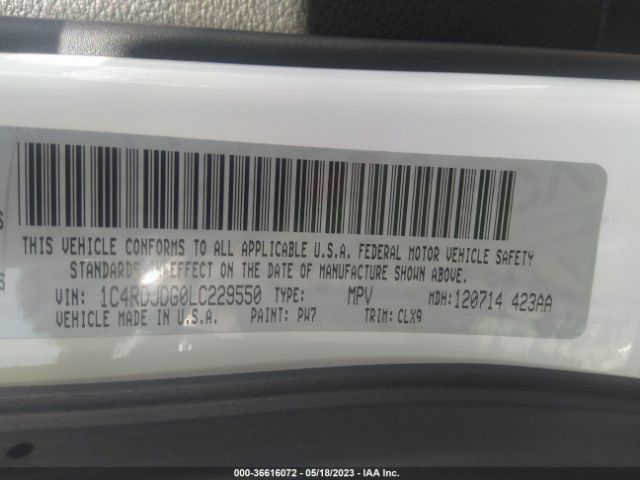 THIS VEHICLE CONFORMS TO ALL APPLICABLE U.S.A. FEDERAL MOTOR VEHICLE SAFETY
STANDARDS IN EFFECT ON THE DATE OF MANUFACTURE SHOWN ABOVE.
VIN: 1C4RDJDG0LC229550 TYPE: MPV MDH:120714 423AA
VEHICLE MADE IN U.S.A. PAINT: PW7 TRIM:CLX9
000-36616072 — 05/18/2023 — IAA Inc.